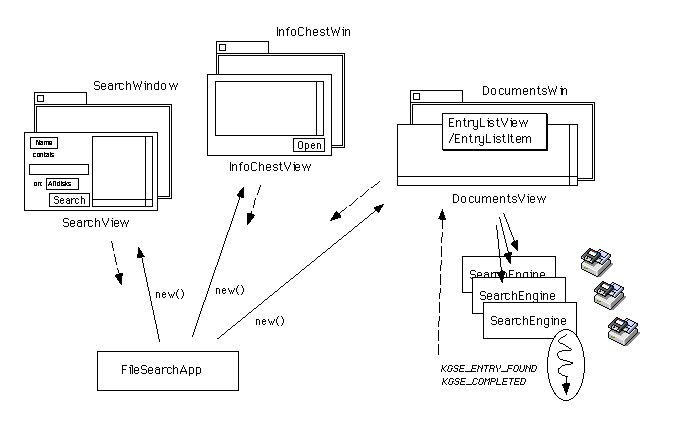 InfoChestWin
SearchWindow
DocumentsWin
EntryListView
/EntryListItem
Name
contais
on:
Alldisks
Search
Open
InfoChestView
SearchView
DocumentsView
new()
new()
new()
SearchEngine
SearchEngine
SearchEngine
FileSearchApp
KGSE_ENTRY_FOUND
KGSE_COMPLETED